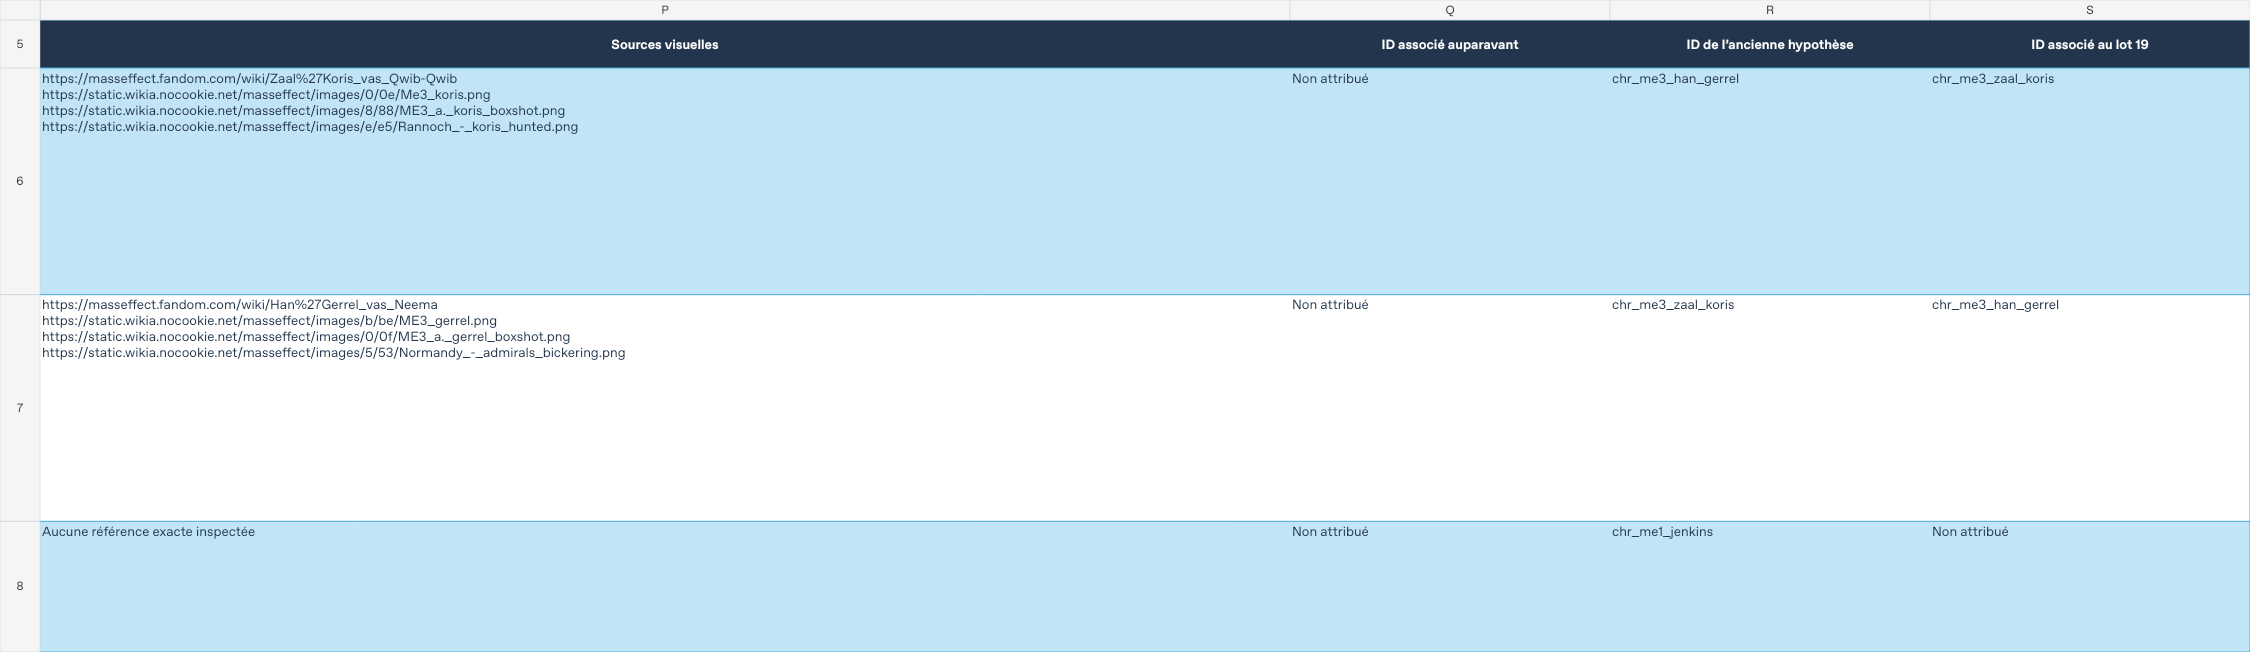 P Q R S
5 Sources visuelles ID associé auparavant ID de l’ancienne hypothèse ID associé au lot 19
6 https://masseffect.fandom.com/wiki/Zaal%27Koris_vas_Qwib-Qwib Non attribué chr_me3_han_gerrel chr_me3_zaal_koris
https://static.wikia.nocookie.net/masseffect/images/0/0e/Me3_koris.png
https://static.wikia.nocookie.net/masseffect/images/8/88/ME3_a._koris_boxshot.png
https://static.wikia.nocookie.net/masseffect/images/e/e5/Rannoch_-_koris_hunted.png
7 https://masseffect.fandom.com/wiki/Han%27Gerrel_vas_Neema Non attribué chr_me3_zaal_koris chr_me3_han_gerrel
https://static.wikia.nocookie.net/masseffect/images/b/be/ME3_gerrel.png
https://static.wikia.nocookie.net/masseffect/images/0/0f/ME3_a._gerrel_boxshot.png
https://static.wikia.nocookie.net/masseffect/images/5/53/Normandy_-_admirals_bickering.png
8 Aucune référence exacte inspectée Non attribué chr_me1_jenkins Non attribué